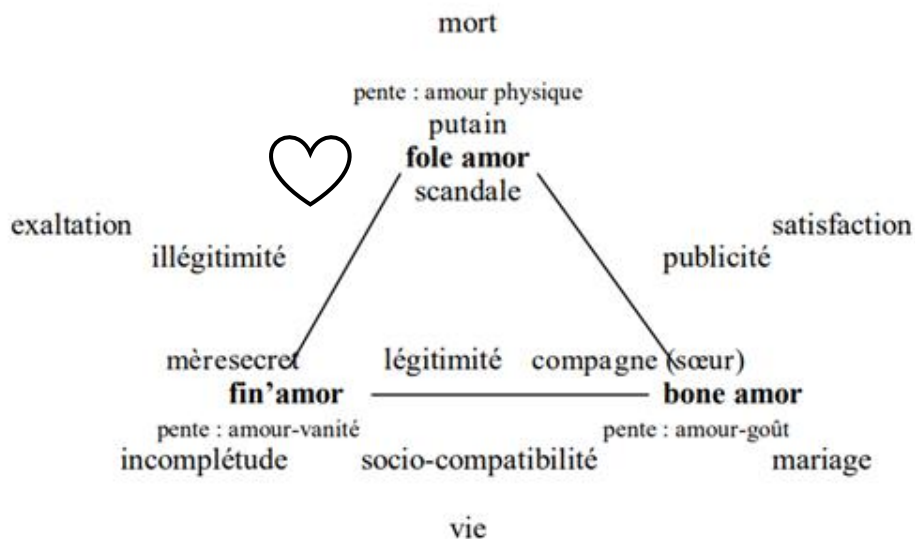 mort
pente : amour physique
putain
fole amor
scandale
exaltation
satisfaction
illégitimité
publicité
mèresecret
légitimité
compagne (sœur)
fin’amor
bone amor
pente : amour-vanité
pente : amour-goût
incomplétude
socio-compatibilité
mariage
vie